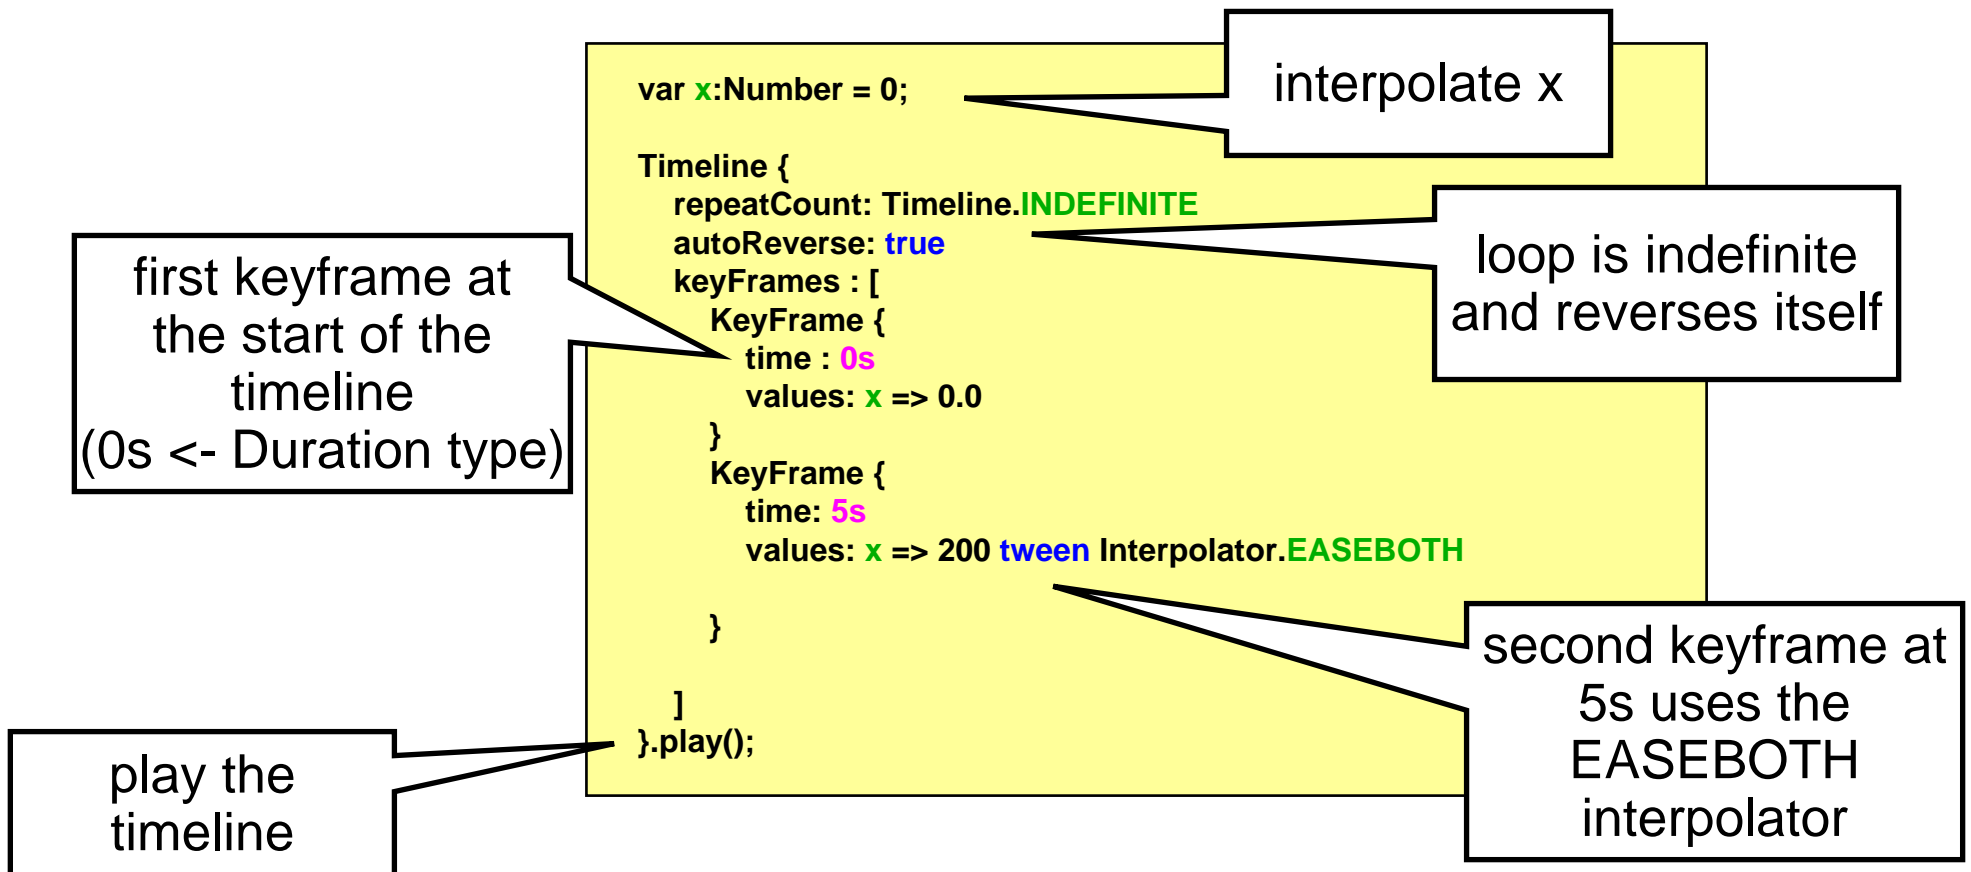 var x:Number = 0;
Timeline {
repeatCount: Timeline.INDEFINITE
autoReverse: true
keyFrames : [
KeyFrame {
time : 0s
values: x => 0.0
}
KeyFrame {
time: 5s
values: x => 200 tween Interpolator.EASEBOTH
}
]
}.play();
interpolate x
loop is indefinite
and reverses itself
first keyframe at
the start of the
timeline
(0s <- Duration type)
second keyframe at
5s uses the
EASEBOTH
interpolator
play the
timeline